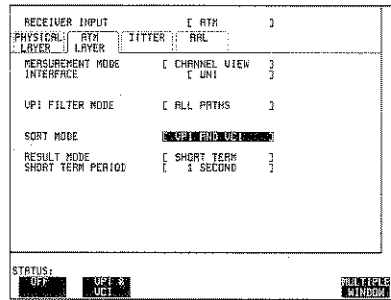 RECEIVER INPUT [ ATM ]
PHYSICAL LAYER ATM LAYER JITTER AAL
MEASUREMENT MODE [ CHANNEL VIEW ]
INTERFACE [ UNI ]
VPI FILTER MODE [ ALL PATHS ]
SORT MODE [ VPI AND VCI ]
RESULT MODE [ SHORT TERM ]
SHORT TERM PERIOD [ 1 SECOND ]
STATUS:
OFF VPI & VCI MULTIPLE WINDOW